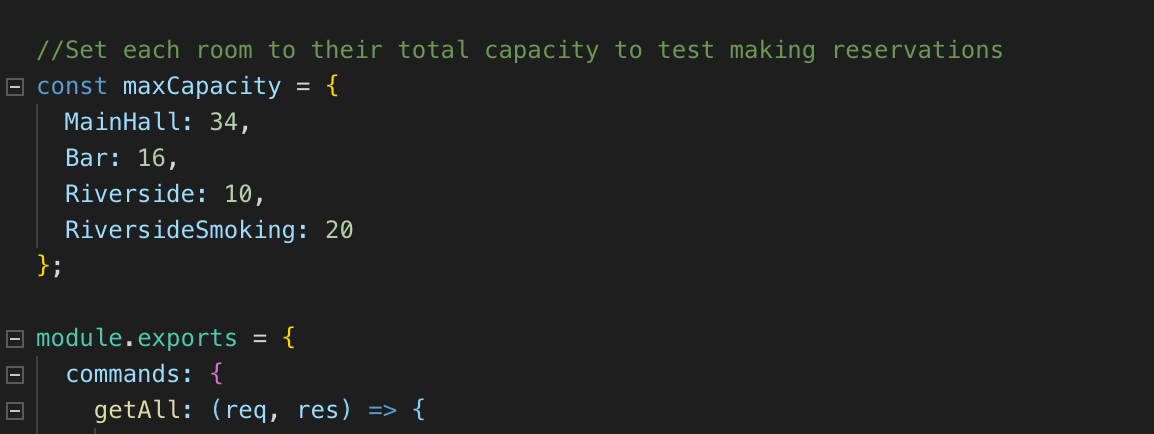 //Set each room to their total capacity to test making reservations
const maxCapacity = {
MainHall: 34,
Bar: 16,
Riverside: 10,
RiversideSmoking: 20
};
module.exports = {
commands: {
getAll: (req, res) => {